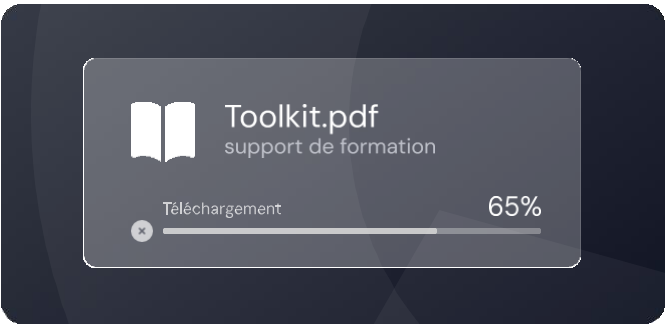 Toolkit.pdf
support de formation
Téléchargement
65%